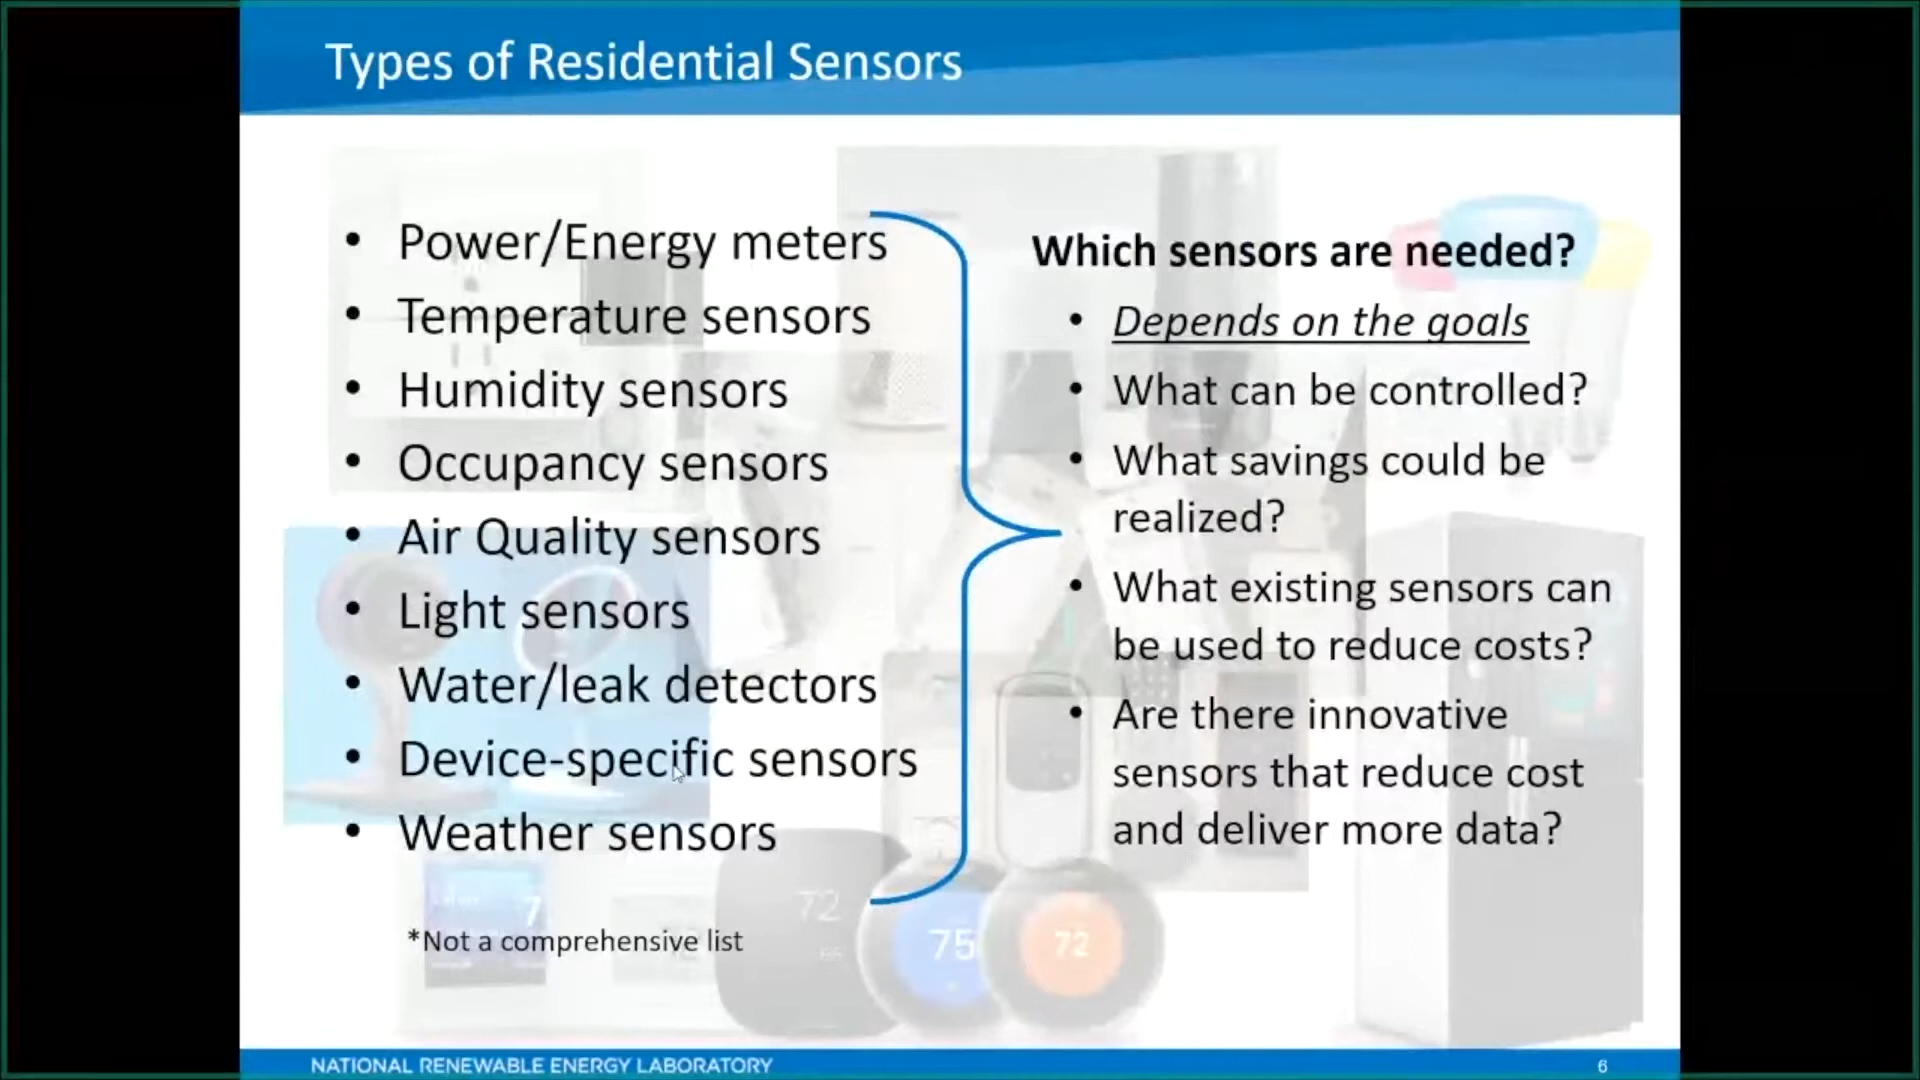 Types of Residential Sensors
• Power/Energy meters
• Temperature sensors
• Humidity sensors
• Occupancy sensors
• Air Quality sensors
• Light sensors
• Water/leak detectors
• Device-specific sensors
• Weather sensors
*Not a comprehensive list
Which sensors are needed?
• Depends on the goals
• What can be controlled?
• What savings could be
realized?
• What existing sensors can
be used to reduce costs?
• Are there innovative
sensors that reduce cost
and deliver more data?
72
75
72
NATIONAL RENEWABLE ENERGY LABORATORY
6